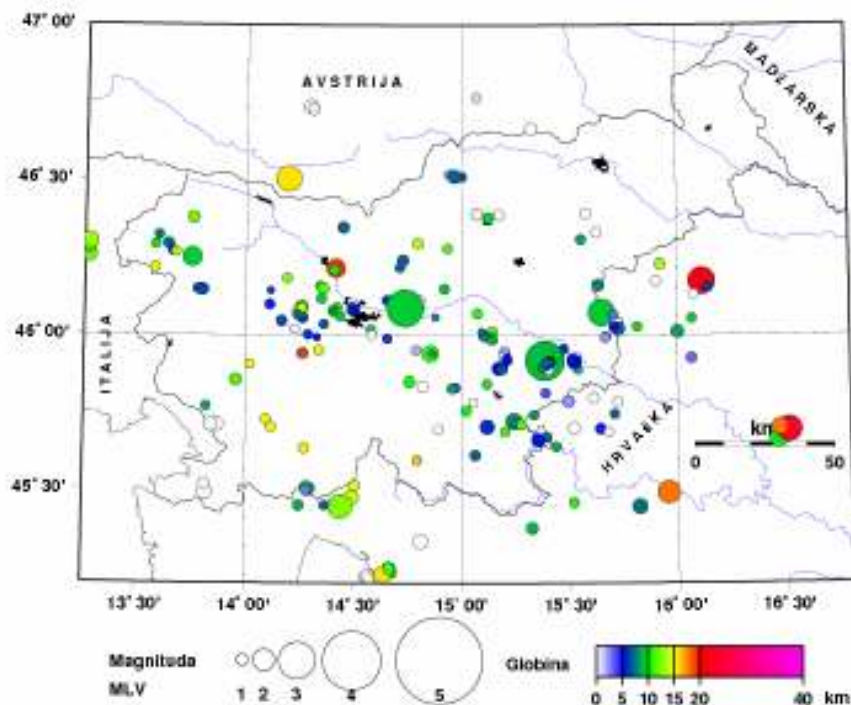 47° 00'
AVSTRIJA
MADžARSKA
46° 30'
46° 00'
ITALIJA
HRVAšKA
km
0 50
45° 30'
13° 30' 14° 00' 14° 30' 15° 00' 15° 30' 16° 00' 16° 30'
Magnituda
MLV
1 2 3 4 5
Globina
0 5 10 15 20 40 km